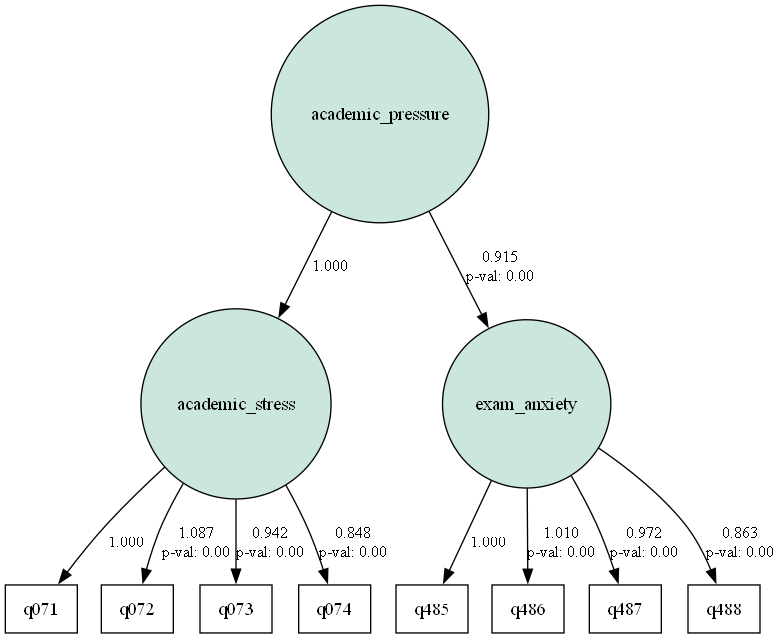 academic_pressure
1.000
0.915
p-val: 0.00
academic_stress
exam_anxiety
1.000
1.087
p-val: 0.00
0.942
p-val: 0.00
0.848
p-val: 0.00
1.000
1.010
p-val: 0.00
0.972
p-val: 0.00
0.863
p-val: 0.00
q071
q072
q073
q074
q485
q486
q487
q488